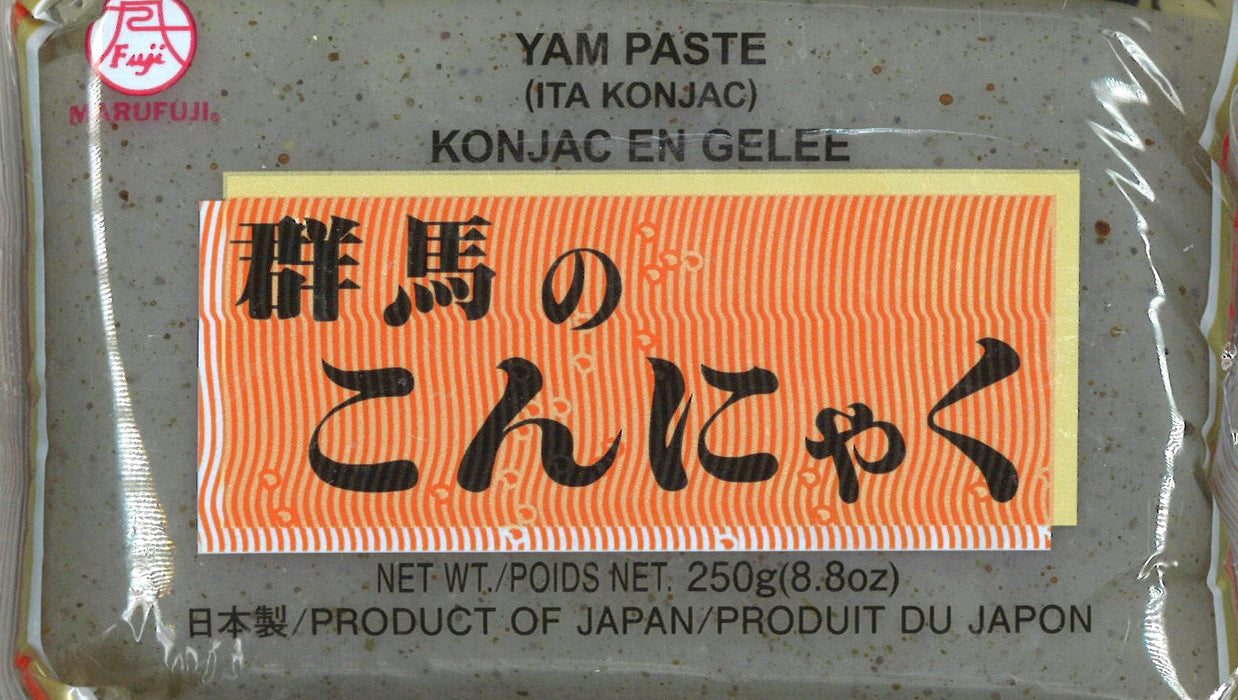 Fuji
MARUFUJI®
YAM PASTE
(ITA KONJAC)
KONJAC EN GELEE
群馬の
こんにゃく
NET WT./POIDS NET. 250g(8.8oz)
日本製/PRODUCT OF JAPAN/PRODUIT DU JAPON